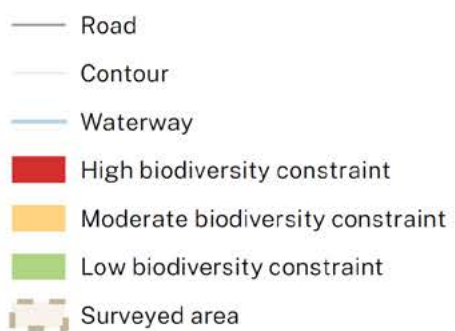 Road
Contour
Waterway
High biodiversity constraint
Moderate biodiversity constraint
Low biodiversity constraint
Surveyed area